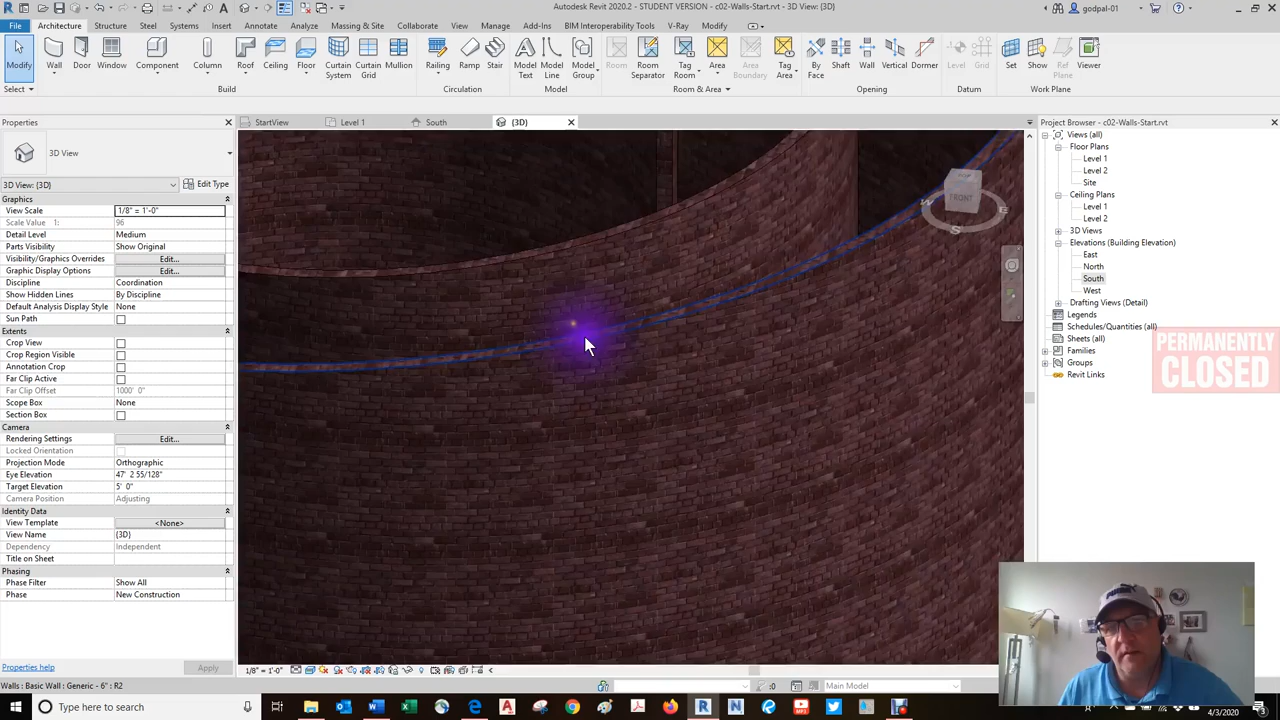 Autodesk Revit 2020.2 - STUDENT VERSION - c02-Walls-Start.rvt - 3D View: {3D}
godpal-01
File Architecture Structure Systems Insert Annotate Analyze Massing & Site Collaborate View Manage Add-Ins BIM Interoperability Tools V-Ray Modify
Modify Wall Door Window Component Column Roof Ceiling Floor Curtain System Curtain Grid Mullion Railing Ramp Stair Model Text Model Line Model Group Room Room Separator Tag Room Area Area Boundary Tag Area By Face Shaft Wall Vertical Dormer Level Grid Set Show Ref Plane Viewer
Select Build Circulation Model Room & Area Opening Datum Work Plane
Properties
StartView Level 1 South {3D}
Project Browser - c02-Walls-Start.rvt
3D View
3D View: {3D} Edit Type
Graphics
View Scale 1/8" = 1'-0"
Scale Value 1: 96
Detail Level Medium
Parts Visibility Show Original
Visibility/Graphics Overrides Edit...
Graphic Display Options Edit...
Discipline Coordination
Show Hidden Lines By Discipline
Default Analysis Display Style None
Sun Path
Extents
Crop View
Crop Region Visible
Annotation Crop
Far Clip Active
Far Clip Offset 1000' 0"
Scope Box None
Section Box
Camera
Rendering Settings Edit...
Locked Orientation
Projection Mode Orthographic
Eye Elevation 47' 2 55/128"
Target Elevation 5' 0"
Camera Position Adjusting
Identity Data
View Template <None>
View Name {3D}
Dependency Independent
Title on Sheet
Phasing
Phase Filter Show All
Phase New Construction
Properties help Apply
FRONT
W
E
S
Views (all)
Floor Plans
Level 1
Level 2
Site
Ceiling Plans
Level 1
Level 2
3D Views
Elevations (Building Elevation)
East
North
South
West
Drafting Views (Detail)
Legends
Schedules/Quantities (all)
Sheets (all)
Families
Groups
Revit Links
PERMANENTLY
CLOSED
1/8" = 1'-0"
Walls : Basic Wall : Generic - 6" : R2
:0
Main Model
Type here to search
4/3/2020